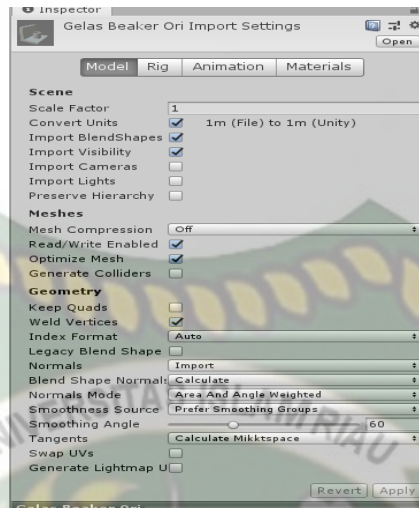 Inspector
Gelas Beaker Ori Import Settings
Open
Model Rig Animation Materials
Scene
Scale Factor 1
Convert Units 1m (File) to 1m (Unity)
Import BlendShapes
Import Visibility
Import Cameras
Import Lights
Preserve Hierarchy
Meshes
Mesh Compression Off
Read/Write Enabled
Optimize Mesh
Generate Colliders
Geometry
Keep Quads
Weld Vertices
Index Format Auto
Legacy Blend Shape
Normals Import
Blend Shape Normals Calculate
Normals Mode Area And Angle Weighted
Smoothness Source Prefer Smoothing Groups
Smoothing Angle 60
Tangents Calculate Mikktspace
Swap UVs
Generate Lightmap U
Revert Apply
Gelas Beaker Ori
ISLAM RIAU